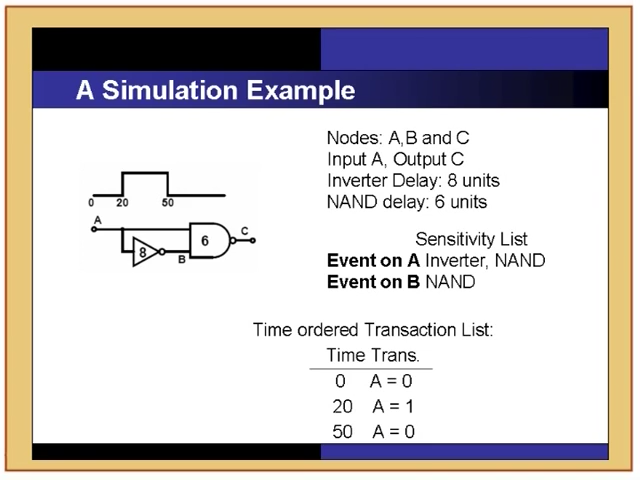 A Simulation Example
Nodes: A,B and C
Input A, Output C
Inverter Delay: 8 units
NAND delay: 6 units
0 20 50
A
8
B
6
C
Sensitivity List
Event on A Inverter, NAND
Event on B NAND
Time ordered Transaction List:
Time Trans.
0 A = 0
20 A = 1
50 A = 0